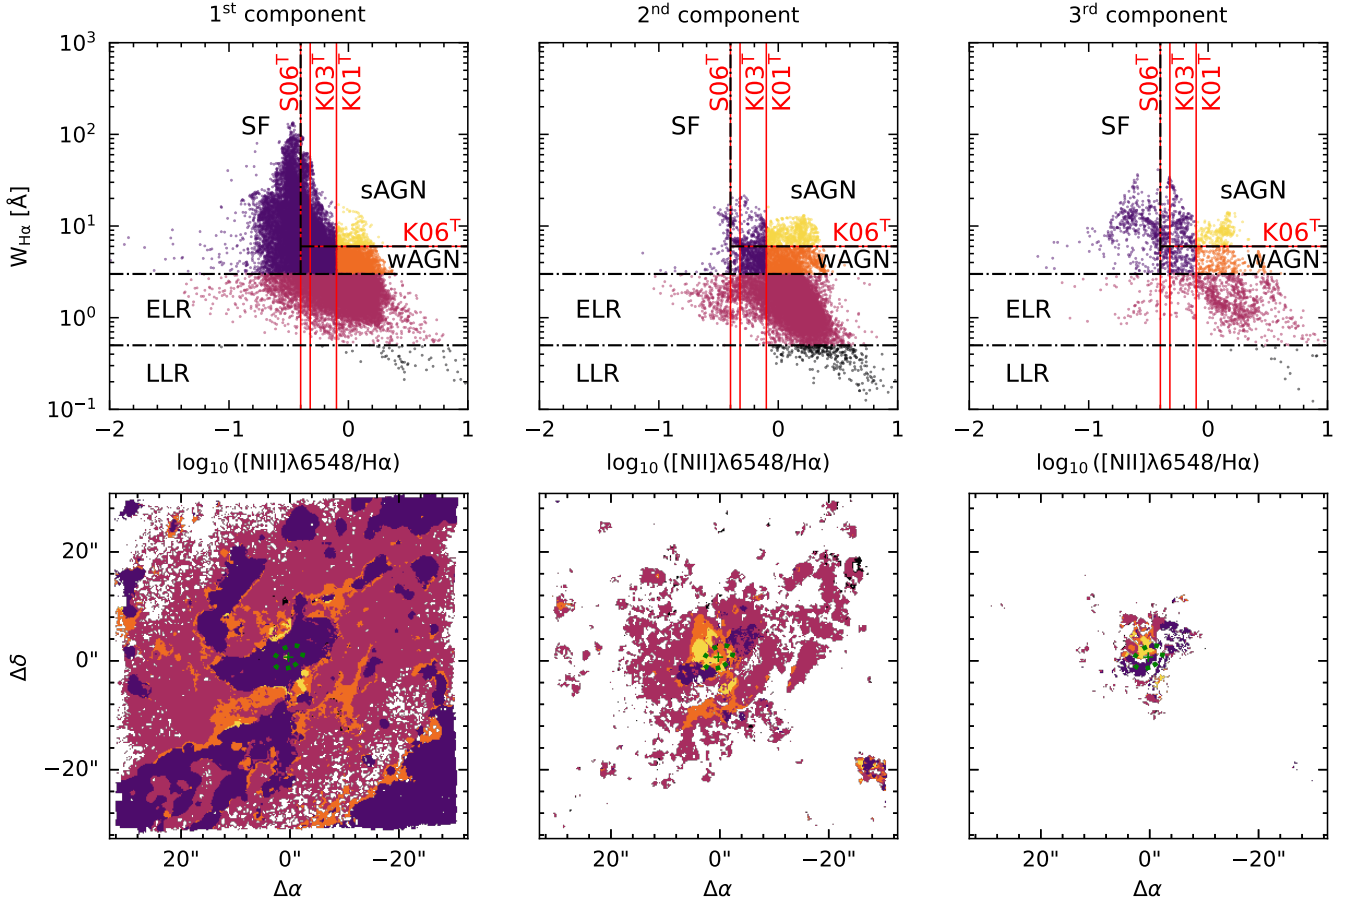 1st component
2nd component
3rd component
10³
10²
10¹
10⁰
10⁻¹
W_Hα [Å]
SF
S06ᵀ
K03ᵀ
K01ᵀ
sAGN
K06ᵀ
wAGN
ELR
LLR
−2 −1 0 1
log₁₀ ([NII]λ6548/Hα)
SF
S06ᵀ
K03ᵀ
K01ᵀ
sAGN
K06ᵀ
wAGN
ELR
LLR
−2 −1 0 1
log₁₀ ([NII]λ6548/Hα)
SF
S06ᵀ
K03ᵀ
K01ᵀ
sAGN
K06ᵀ
wAGN
ELR
LLR
−2 −1 0 1
log₁₀ ([NII]λ6548/Hα)
20"
0"
−20"
Δδ
20" 0" −20"
Δα
20" 0" −20"
Δα
20" 0" −20"
Δα